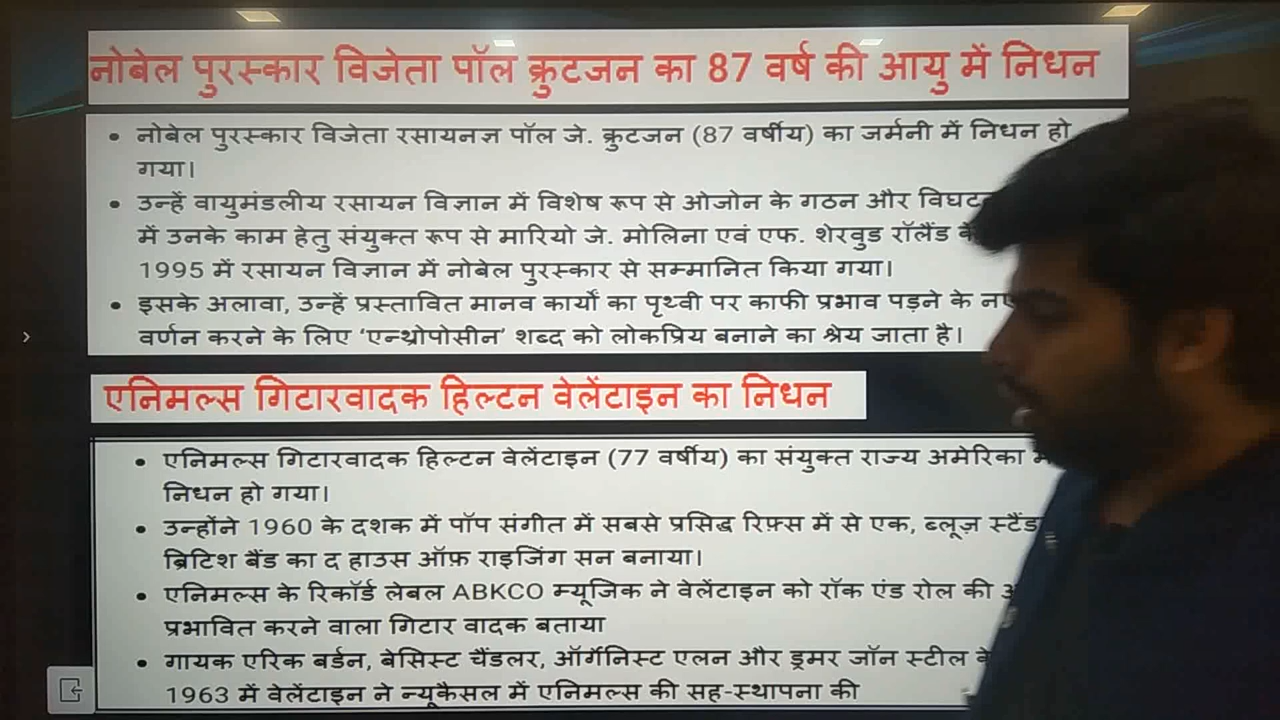 नोबेल पुरस्कार विजेता पॉल क्रुटजन का 87 वर्ष की आयु में निधन
• नोबेल पुरस्कार विजेता रसायनज्ञ पॉल जे. क्रुटजन (87 वर्षीय) का जर्मनी में निधन हो
गया।
• उन्हें वायुमंडलीय रसायन विज्ञान में विशेष रूप से ओजोन के गठन और
में उनके काम हेतु संयुक्त रूप से मारियो जे. मोलिना एवं एफ. शेरवुड रॉलैंड
1995 में रसायन विज्ञान में नोबेल पुरस्कार से सम्मानित किया गया।
• इसके अलावा, उन्हें प्रस्तावित मानव कार्यों का पृथ्वी पर काफी प्रभाव पड़ने के
वर्णन करने के लिए ‘एन्थ्रोपोसीन’ शब्द को लोकप्रिय बनाने का श्रेय जाता है।
एनिमल्स गिटारवादक हिल्टन वेलेंटाइन का निधन
• एनिमल्स गिटारवादक हिल्टन वेलेंटाइन (77 वर्षीय) का संयुक्त राज्य अमेरिका
निधन हो गया।
• उन्होंने 1960 के दशक में पॉप संगीत में सबसे प्रसिद्ध रिफ़्स में से एक, ब्लूज़
ब्रिटिश बैंड का द हाउस ऑफ़ राइजिंग सन बनाया।
• एनिमल्स के रिकॉर्ड लेबल ABKCO म्यूजिक ने वेलेंटाइन को रॉक एंड रोल की
प्रभावित करने वाला गिटार वादक बताया
• गायक एरिक बर्डन, बेसिस्ट चैंडलर, ऑर्गेनिस्ट एलन और ड्रमर जॉन स्टील
1963 में वेलेंटाइन ने न्यूकैसल में एनिमल्स की सह-स्थापना की